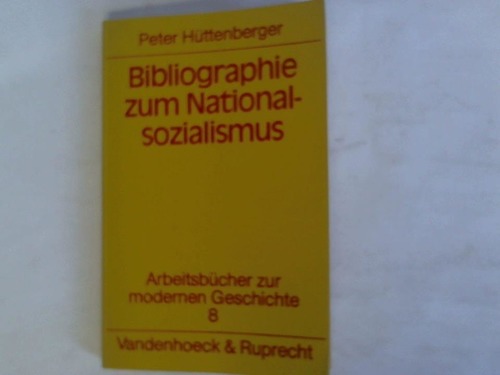 Peter Hüttenberger
Bibliographie
zum National-
sozialismus
Arbeitsbücher zur
modernen Geschichte
8
Vandenhoeck & Ruprecht